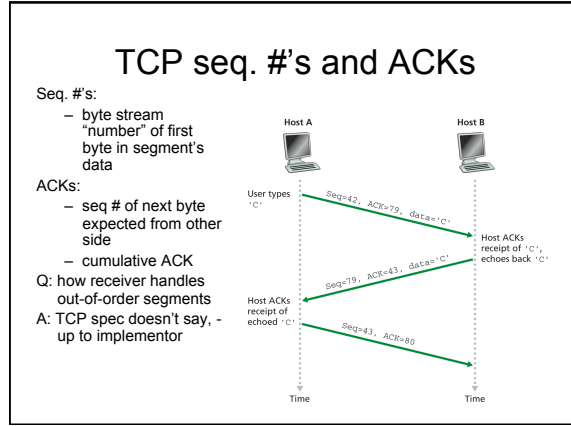 TCP seq. #'s and ACKs
Seq. #'s:
– byte stream
“number” of first
byte in segment's
data
ACKs:
– seq # of next byte
expected from other
side
– cumulative ACK
Q: how receiver handles
out-of-order segments
A: TCP spec doesn't say, -
up to implementor
Host A
Host B
User types
'C'
Seq=42, ACK=79, data='C'
Host ACKs
receipt of 'C',
echoes back 'C'
Seq=79, ACK=43, data='C'
Host ACKs
receipt of
echoed 'C'
Seq=43, ACK=80
Time
Time